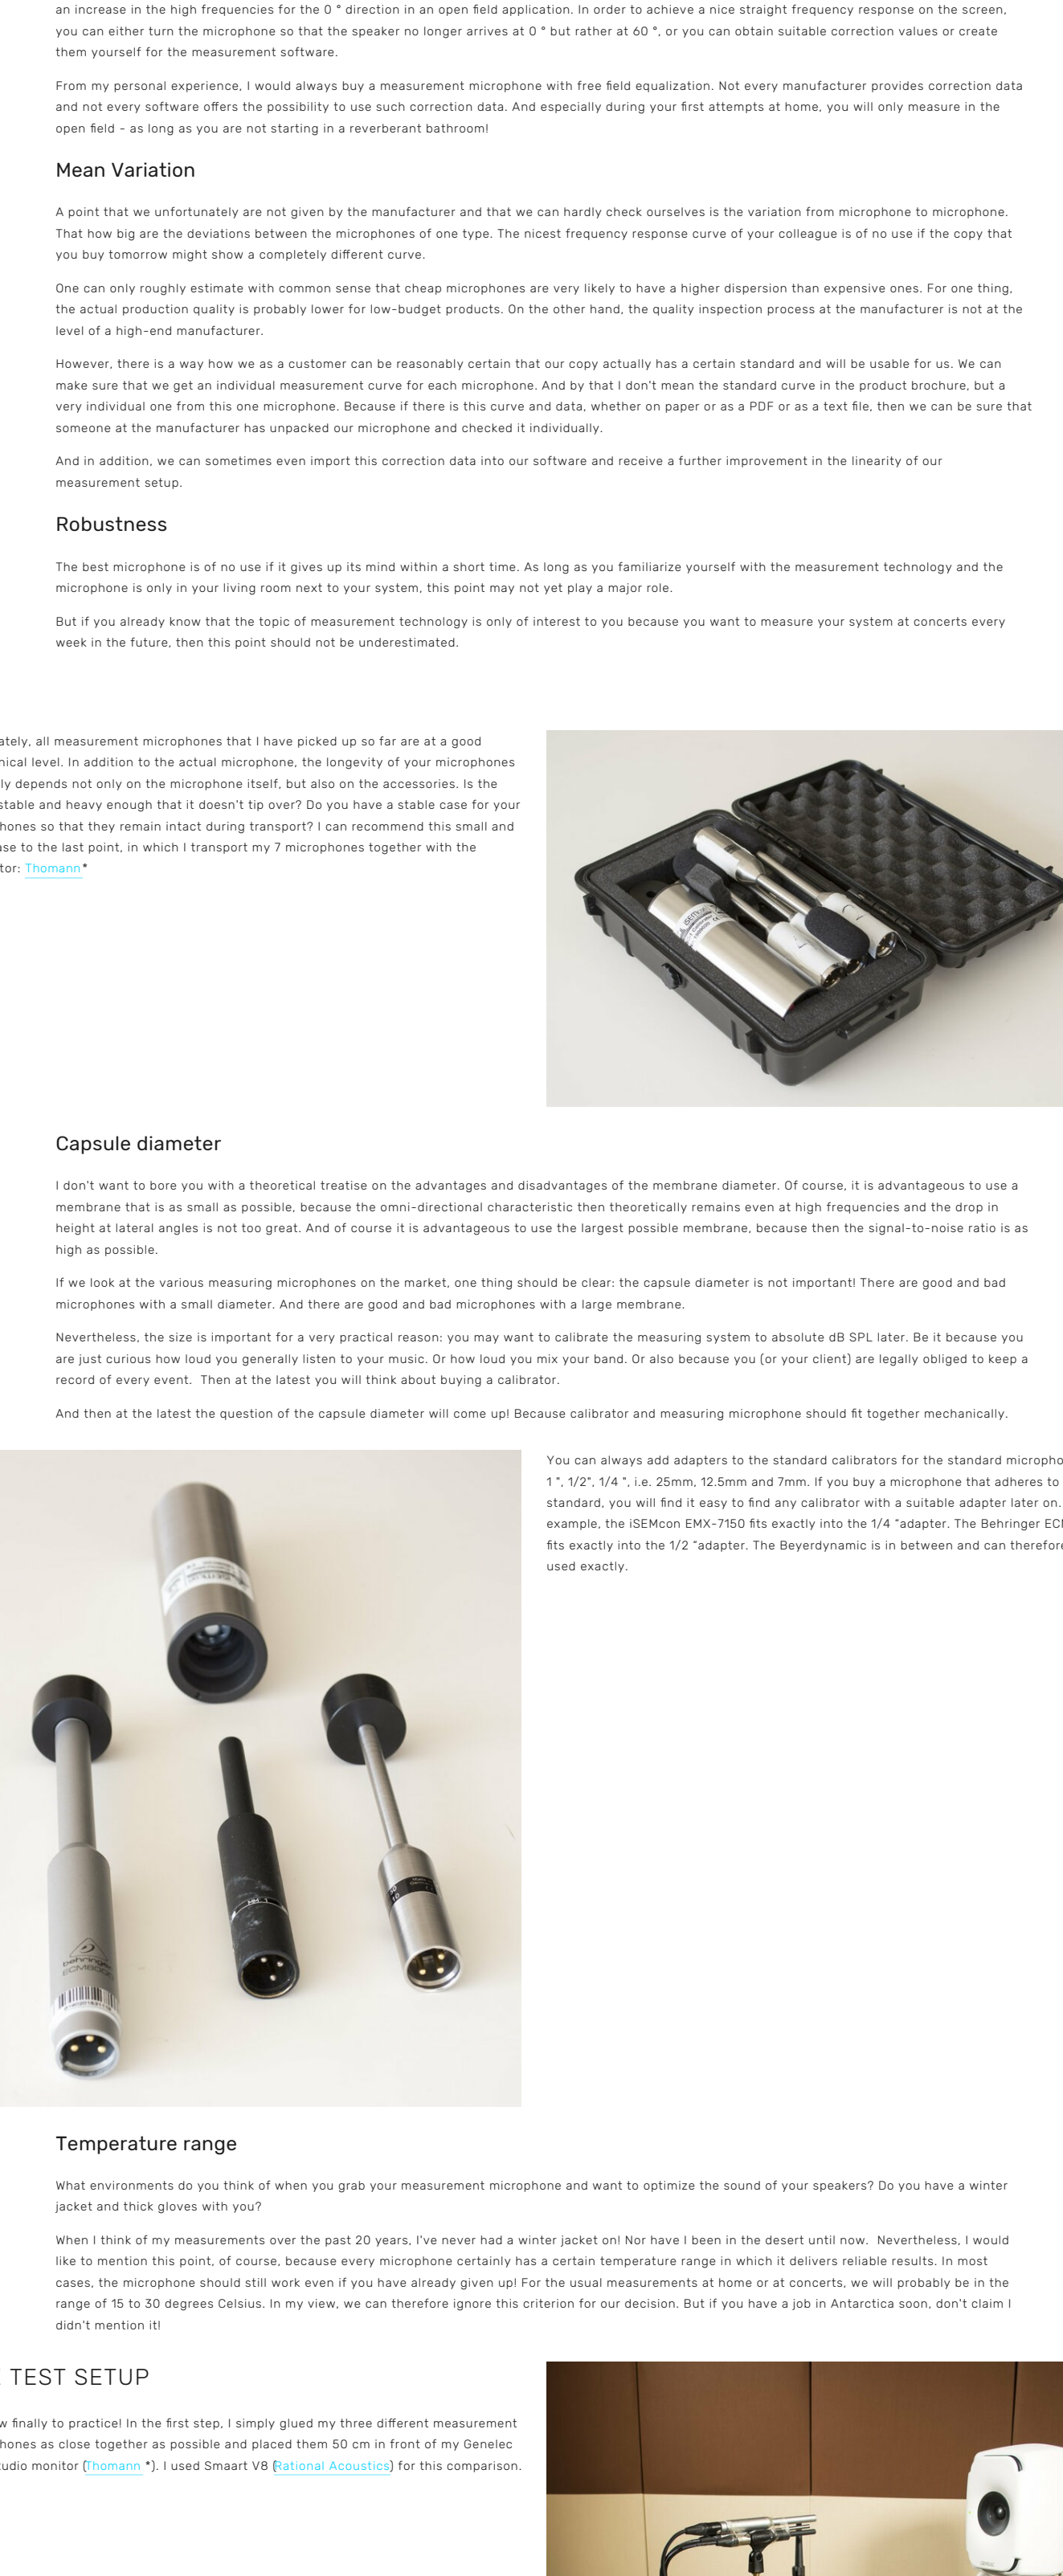 an increase in the high frequencies for the 0 ° direction in an open field application. In order to achieve a nice straight frequency response on the screen,
you can either turn the microphone so that the speaker no longer arrives at 0 ° but rather at 60 °, or you can obtain suitable correction values or create
them yourself for the measurement software.
From my personal experience, I would always buy a measurement microphone with free field equalization. Not every manufacturer provides correction data
and not every software offers the possibility to use such correction data. And especially during your first attempts at home, you will only measure in the
open field - as long as you are not starting in a reverberant bathroom!
Mean Variation
A point that we unfortunately are not given by the manufacturer and that we can hardly check ourselves is the variation from microphone to microphone.
That how big are the deviations between the microphones of one type. The nicest frequency response curve of your colleague is of no use if the copy that
you buy tomorrow might show a completely different curve.
One can only roughly estimate with common sense that cheap microphones are very likely to have a higher dispersion than expensive ones. For one thing,
the actual production quality is probably lower for low-budget products. On the other hand, the quality inspection process at the manufacturer is not at the
level of a high-end manufacturer.
However, there is a way how we as a customer can be reasonably certain that our copy actually has a certain standard and will be usable for us. We can
make sure that we get an individual measurement curve for each microphone. And by that I don't mean the standard curve in the product brochure, but a
very individual one from this one microphone. Because if there is this curve and data, whether on paper or as a PDF or as a text file, then we can be sure that
someone at the manufacturer has unpacked our microphone and checked it individually.
And in addition, we can sometimes even import this correction data into our software and receive a further improvement in the linearity of our
measurement setup.
Robustness
The best microphone is of no use if it gives up its mind within a short time. As long as you familiarize yourself with the measurement technology and the
microphone is only in your living room next to your system, this point may not yet play a major role.
But if you already know that the topic of measurement technology is only of interest to you because you want to measure your system at concerts every
week in the future, then this point should not be underestimated.
ately, all measurement microphones that I have picked up so far are at a good
nical level. In addition to the actual microphone, the longevity of your microphones
ly depends not only on the microphone itself, but also on the accessories. Is the
stable and heavy enough that it doesn't tip over? Do you have a stable case for your
hones so that they remain intact during transport? I can recommend this small and
ase to the last point, in which I transport my 7 microphones together with the
tor: Thomann*
Capsule diameter
I don't want to bore you with a theoretical treatise on the advantages and disadvantages of the membrane diameter. Of course, it is advantageous to use a
membrane that is as small as possible, because the omni-directional characteristic then theoretically remains even at high frequencies and the drop in
height at lateral angles is not too great. And of course it is advantageous to use the largest possible membrane, because then the signal-to-noise ratio is as
high as possible.
If we look at the various measuring microphones on the market, one thing should be clear: the capsule diameter is not important! There are good and bad
microphones with a small diameter. And there are good and bad microphones with a large membrane.
Nevertheless, the size is important for a very practical reason: you may want to calibrate the measuring system to absolute dB SPL later. Be it because you
are just curious how loud you generally listen to your music. Or how loud you mix your band. Or also because you (or your client) are legally obliged to keep a
record of every event.  Then at the latest you will think about buying a calibrator.
And then at the latest the question of the capsule diameter will come up! Because calibrator and measuring microphone should fit together mechanically.
You can always add adapters to the standard calibrators for the standard micropho
1 ", 1/2", 1/4 ", i.e. 25mm, 12.5mm and 7mm. If you buy a microphone that adheres to
standard, you will find it easy to find any calibrator with a suitable adapter later on.
example, the iSEMcon EMX-7150 fits exactly into the 1/4 "adapter. The Behringer ECM
fits exactly into the 1/2 "adapter. The Beyerdynamic is in between and can therefore
used exactly.
behringer
ECM8000
Temperature range
What environments do you think of when you grab your measurement microphone and want to optimize the sound of your speakers? Do you have a winter
jacket and thick gloves with you?
When I think of my measurements over the past 20 years, I've never had a winter jacket on! Nor have I been in the desert until now.  Nevertheless, I would
like to mention this point, of course, because every microphone certainly has a certain temperature range in which it delivers reliable results. In most
cases, the microphone should still work even if you have already given up! For the usual measurements at home or at concerts, we will probably be in the
range of 15 to 30 degrees Celsius. In my view, we can therefore ignore this criterion for our decision. But if you have a job in Antarctica soon, don't claim I
didn't mention it!
TEST SETUP
w finally to practice! In the first step, I simply glued my three different measurement
hones as close together as possible and placed them 50 cm in front of my Genelec
tudio monitor (Thomann *). I used Smaart V8 (Rational Acoustics) for this comparison.